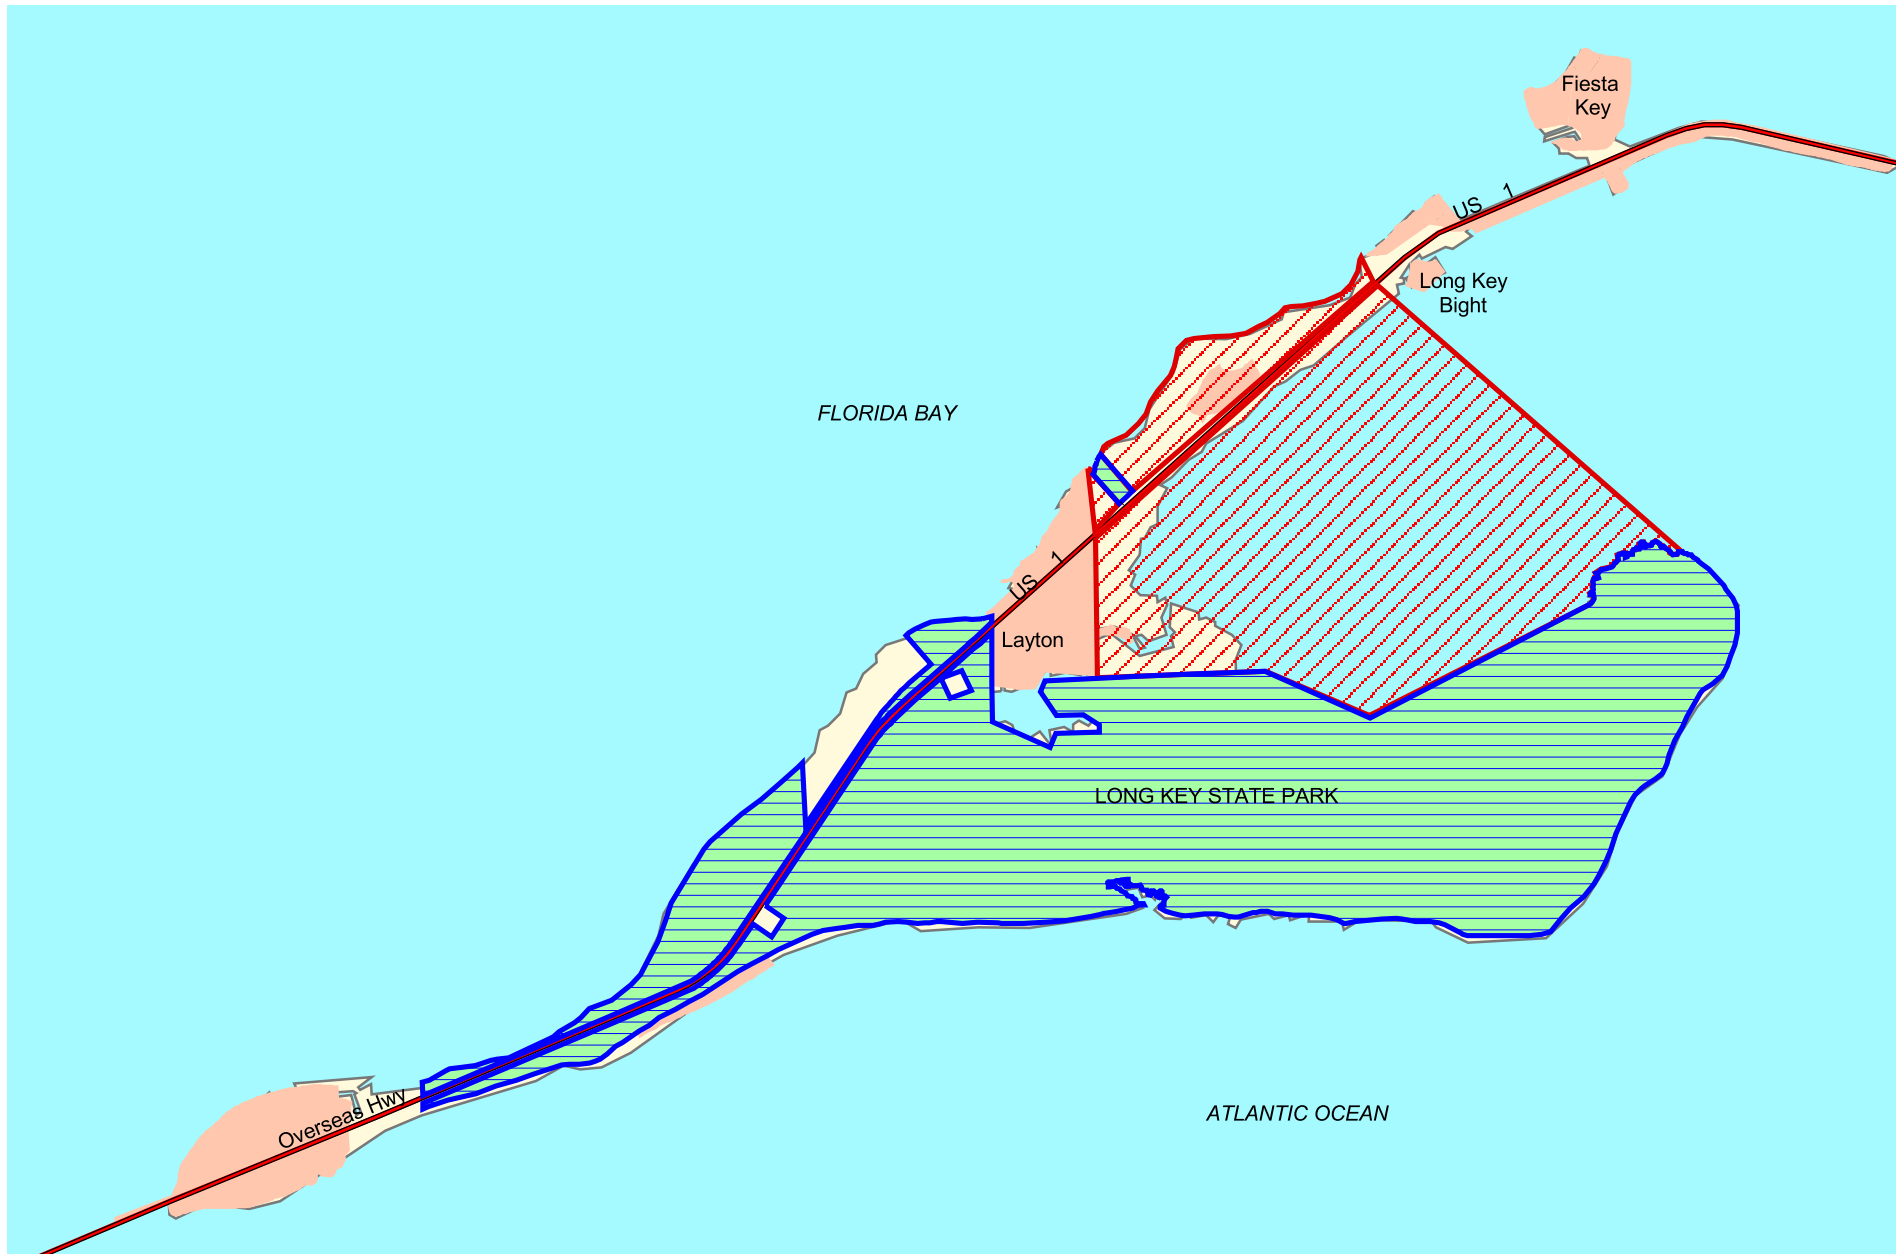 Fiesta
Key
US 1
Long Key
Bight
FLORIDA BAY
US 1
Layton
LONG KEY STATE PARK
Overseas Hwy
ATLANTIC OCEAN